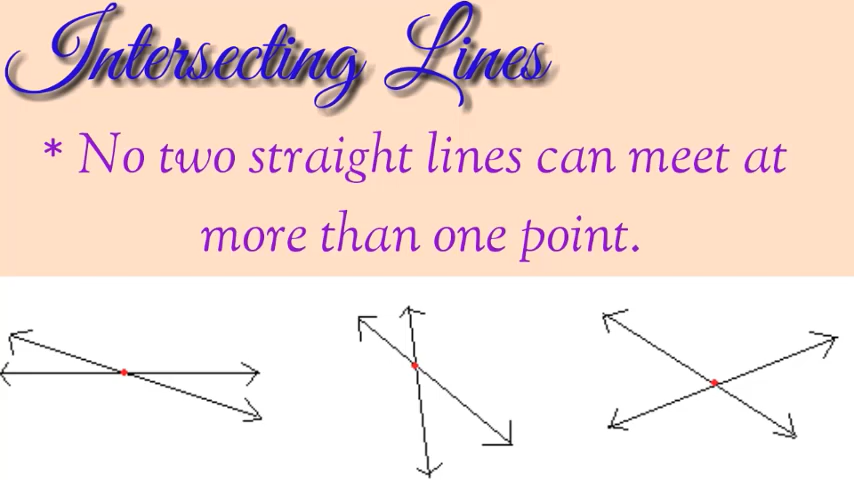 Intersecting Lines
* No two straight lines can meet at
more than one point.